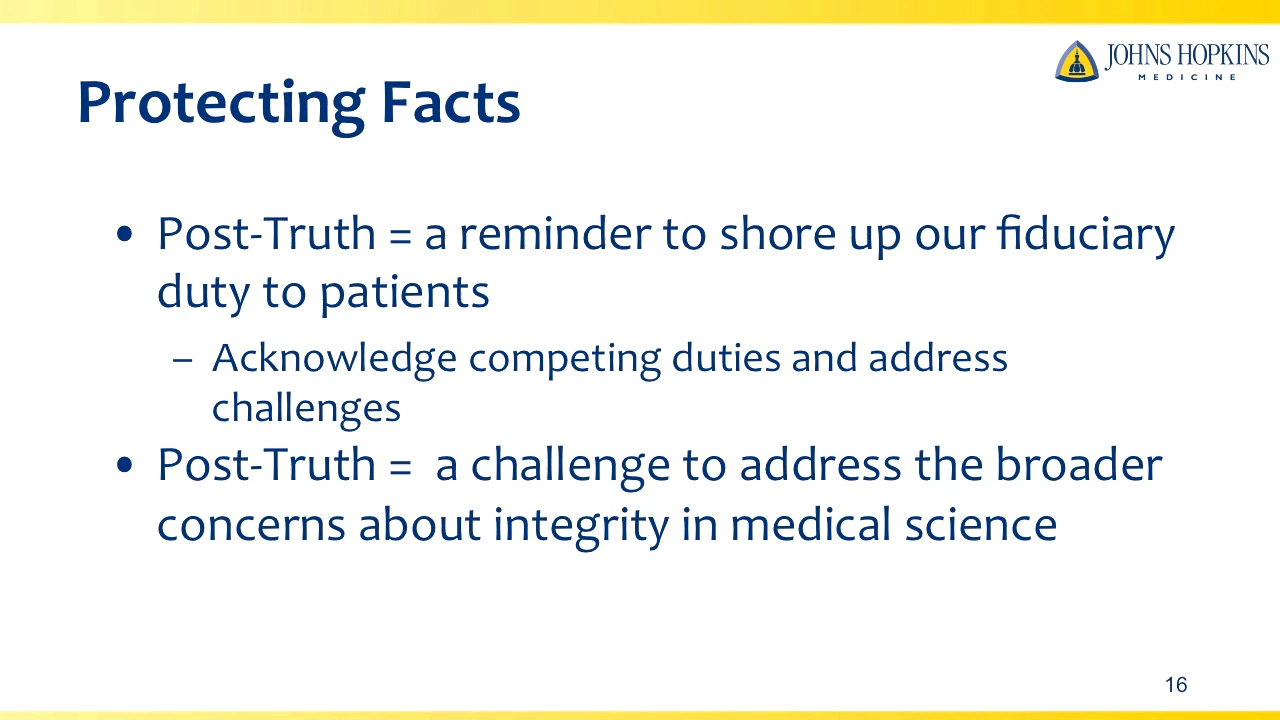 JOHNS HOPKINS
MEDICINE
Protecting Facts
• Post-Truth = a reminder to shore up our fiduciary
duty to patients
– Acknowledge competing duties and address
challenges
• Post-Truth =  a challenge to address the broader
concerns about integrity in medical science
16